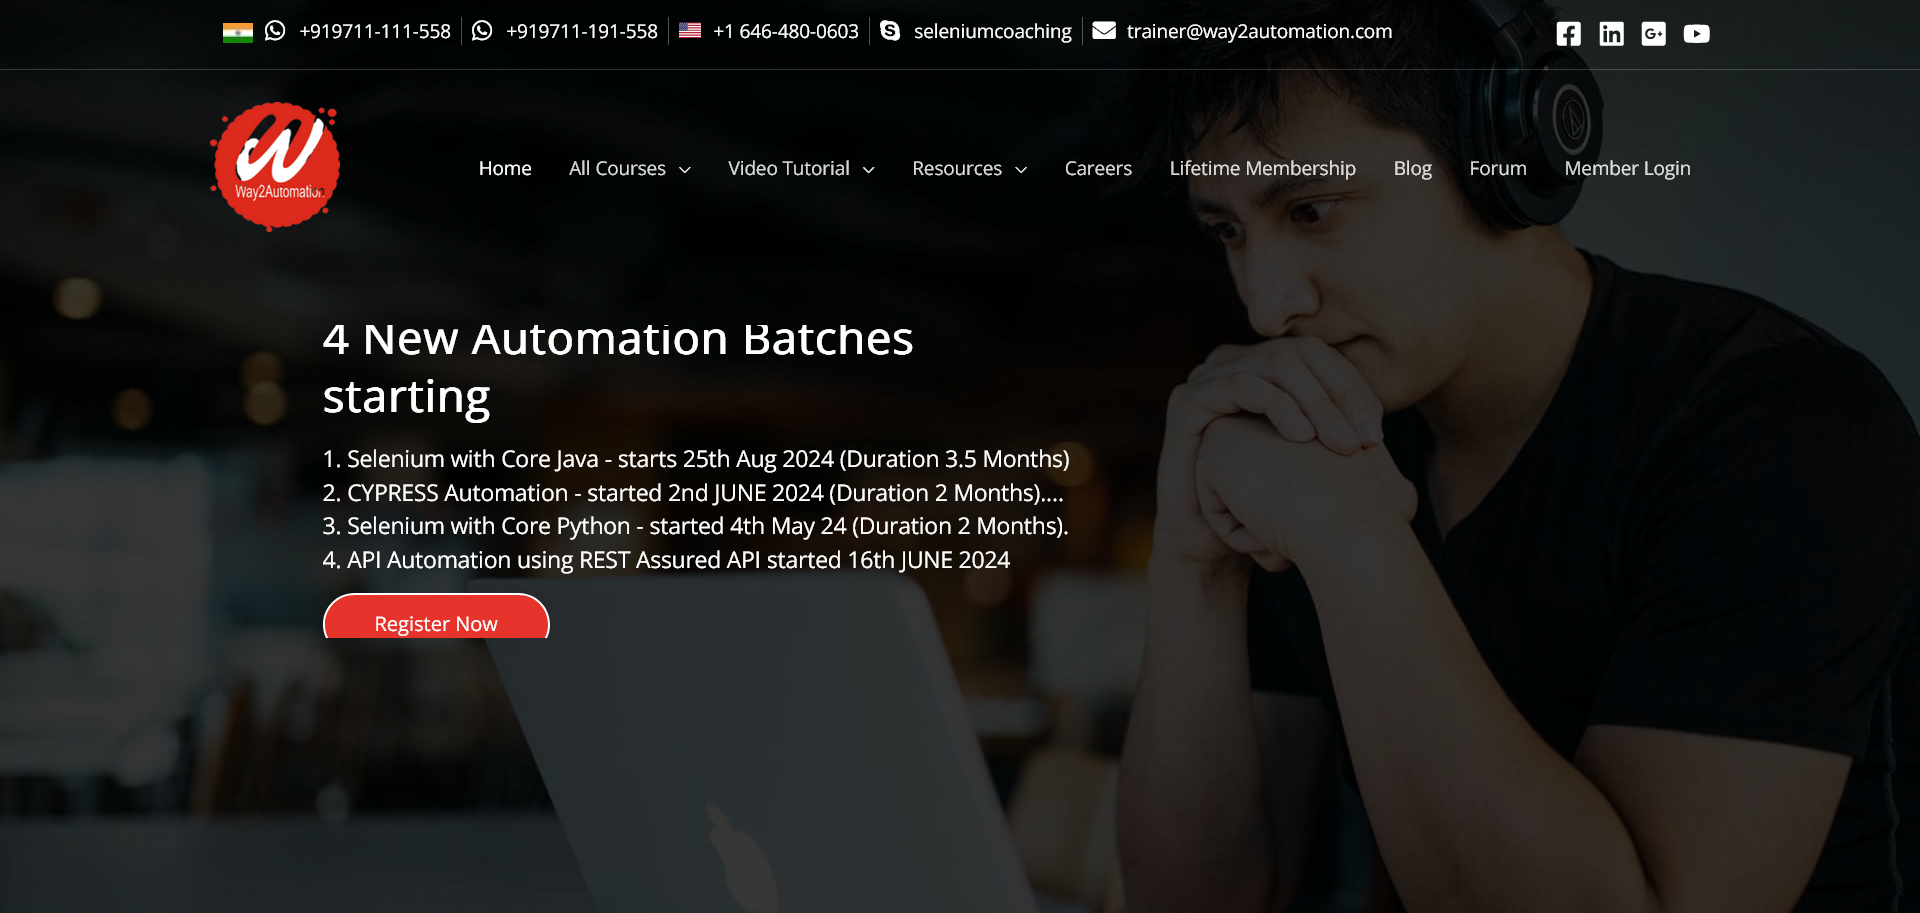 +919711-111-558 +919711-191-558 +1 646-480-0603 seleniumcoaching trainer@way2automation.com
Way2Automation
Home All Courses Video Tutorial Resources Careers Lifetime Membership Blog Forum Member Login
4 New Automation Batches
starting
1. Selenium with Core Java - starts 25th Aug 2024 (Duration 3.5 Months)
2. CYPRESS Automation - started 2nd JUNE 2024 (Duration 2 Months)....
3. Selenium with Core Python - started 4th May 24 (Duration 2 Months).
4. API Automation using REST Assured API started 16th JUNE 2024
Register Now